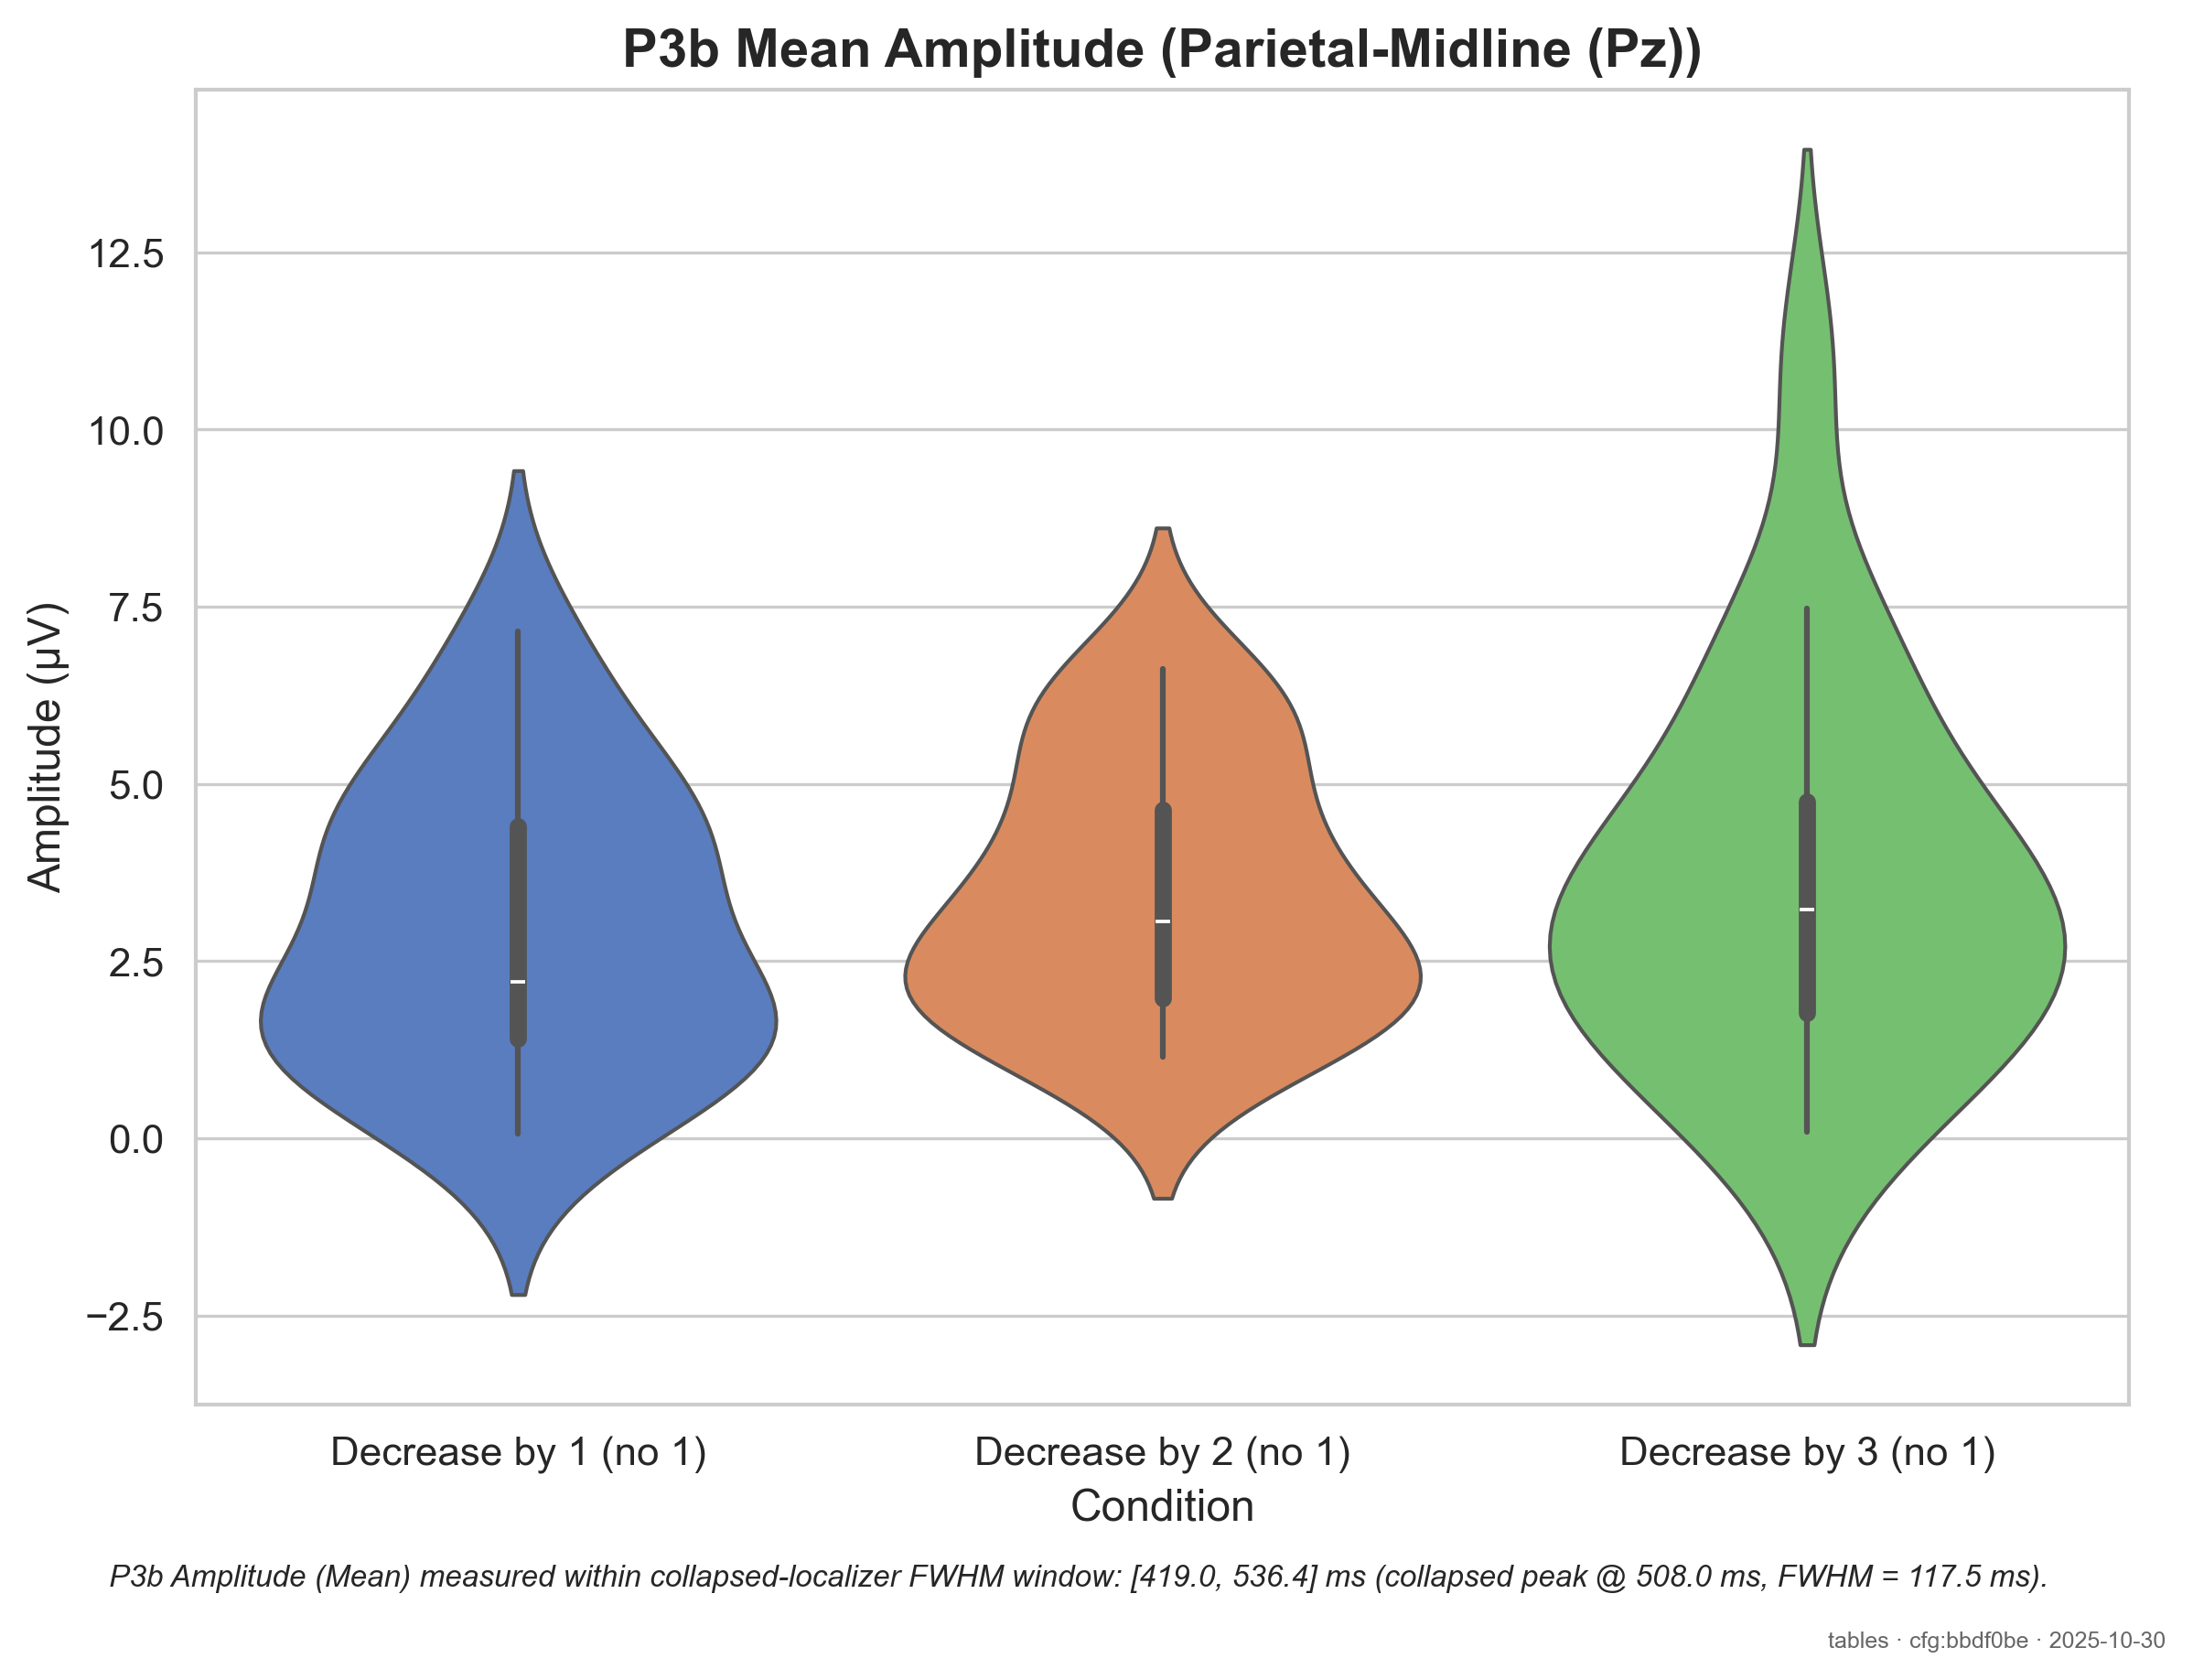 P3b Mean Amplitude (Parietal-Midline (Pz))
Amplitude (µV)
12.5
10.0
7.5
5.0
2.5
0.0
−2.5
Decrease by 1 (no 1)
Decrease by 2 (no 1)
Decrease by 3 (no 1)
Condition
P3b Amplitude (Mean) measured within collapsed-localizer FWHM window: [419.0, 536.4] ms (collapsed peak @ 508.0 ms, FWHM = 117.5 ms).
tables · cfg:bbdf0be · 2025-10-30